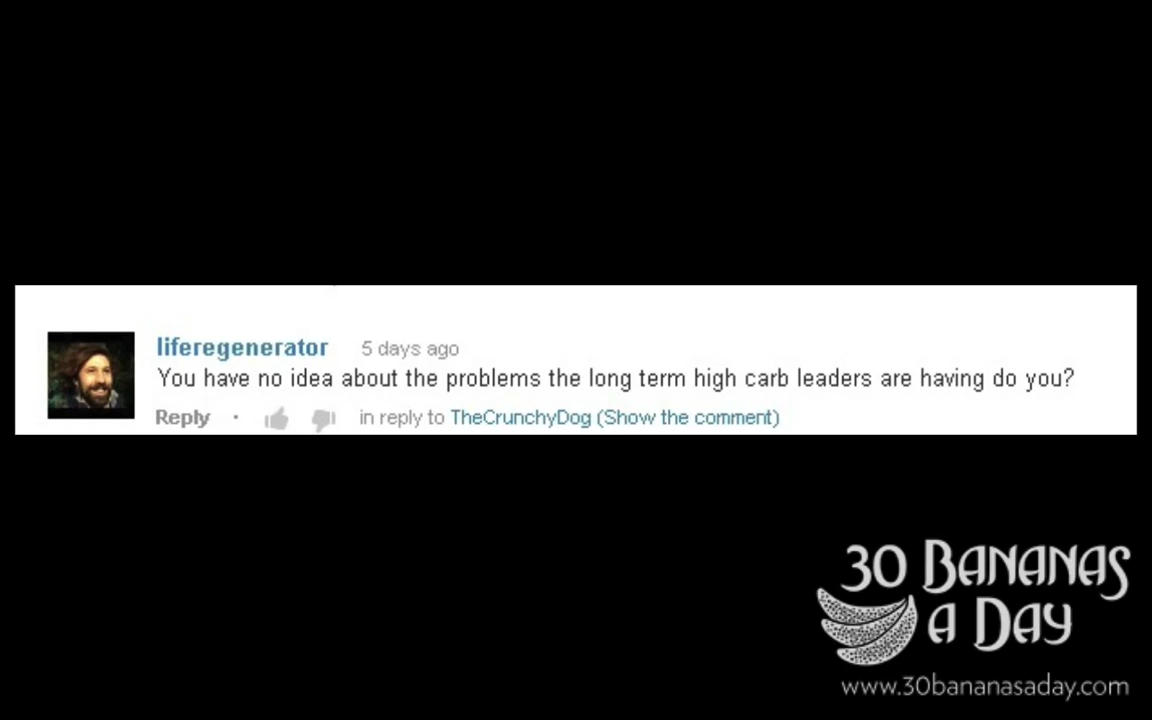 liferegenerator 5 days ago
You have no idea about the problems the long term high carb leaders are having do you?
Reply · in reply to TheCrunchyDog (Show the comment)
30 BANANAS
A DAY
www.30bananasaday.com